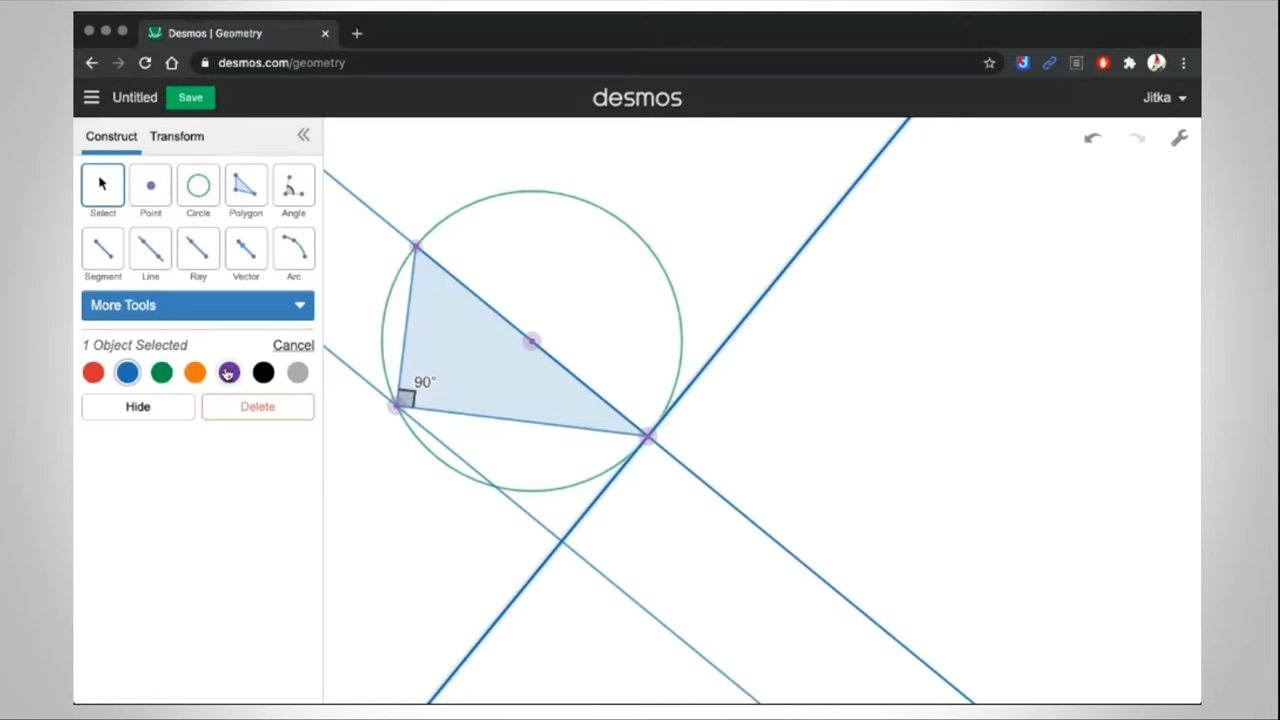 Desmos | Geometry
desmos.com/geometry
Untitled
Save
desmos
Jitka
Construct
Transform
Select
Point
Circle
Polygon
Angle
Segment
Line
Ray
Vector
Arc
More Tools
1 Object Selected
Cancel
Hide
Delete
90°